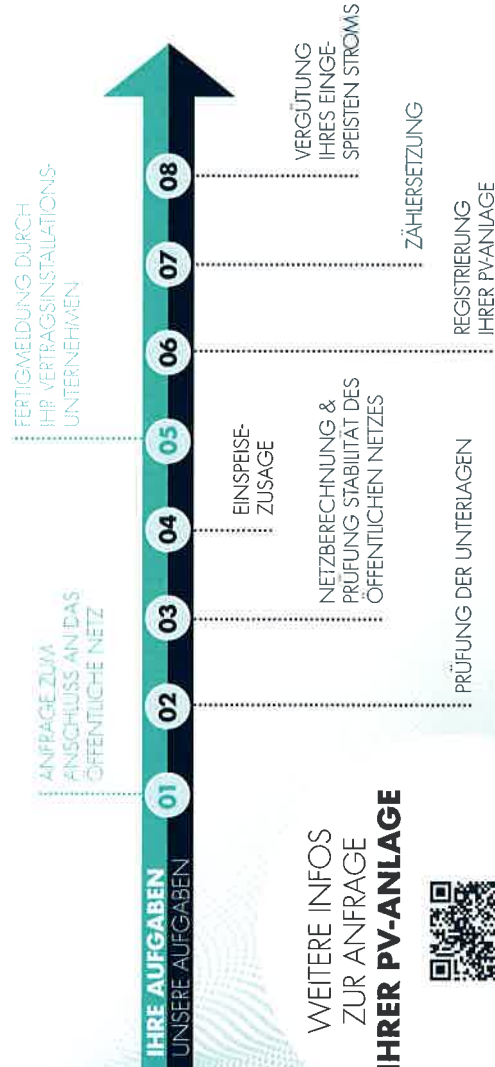 IHRE AUFGABEN
UNSERE AUFGABEN
01
ANFRAGE ZUM
ANSCHLUSS AN DAS
ÖFFENTLICHE NETZ
02
PRÜFUNG DER UNTERLAGEN
03
NETZBERECHNUNG &
PRÜFUNG STABILITÄT DES
ÖFFENTLICHEN NETZES
04
EINSPEISE-
ZUSAGE
05
FERTIGMELDUNG DURCH
IHR VERTRAGSINSTALLATIONS-
UNTERNEHMEN
06
REGISTRIERUNG
IHRER PV-ANLAGE
07
ZÄHLERSETZUNG
08
VERGÜTUNG
IHRES EINGE-
SPEISTEN STROMS
WEITERE INFOS
ZUR ANFRAGE
IHRER PV-ANLAGE